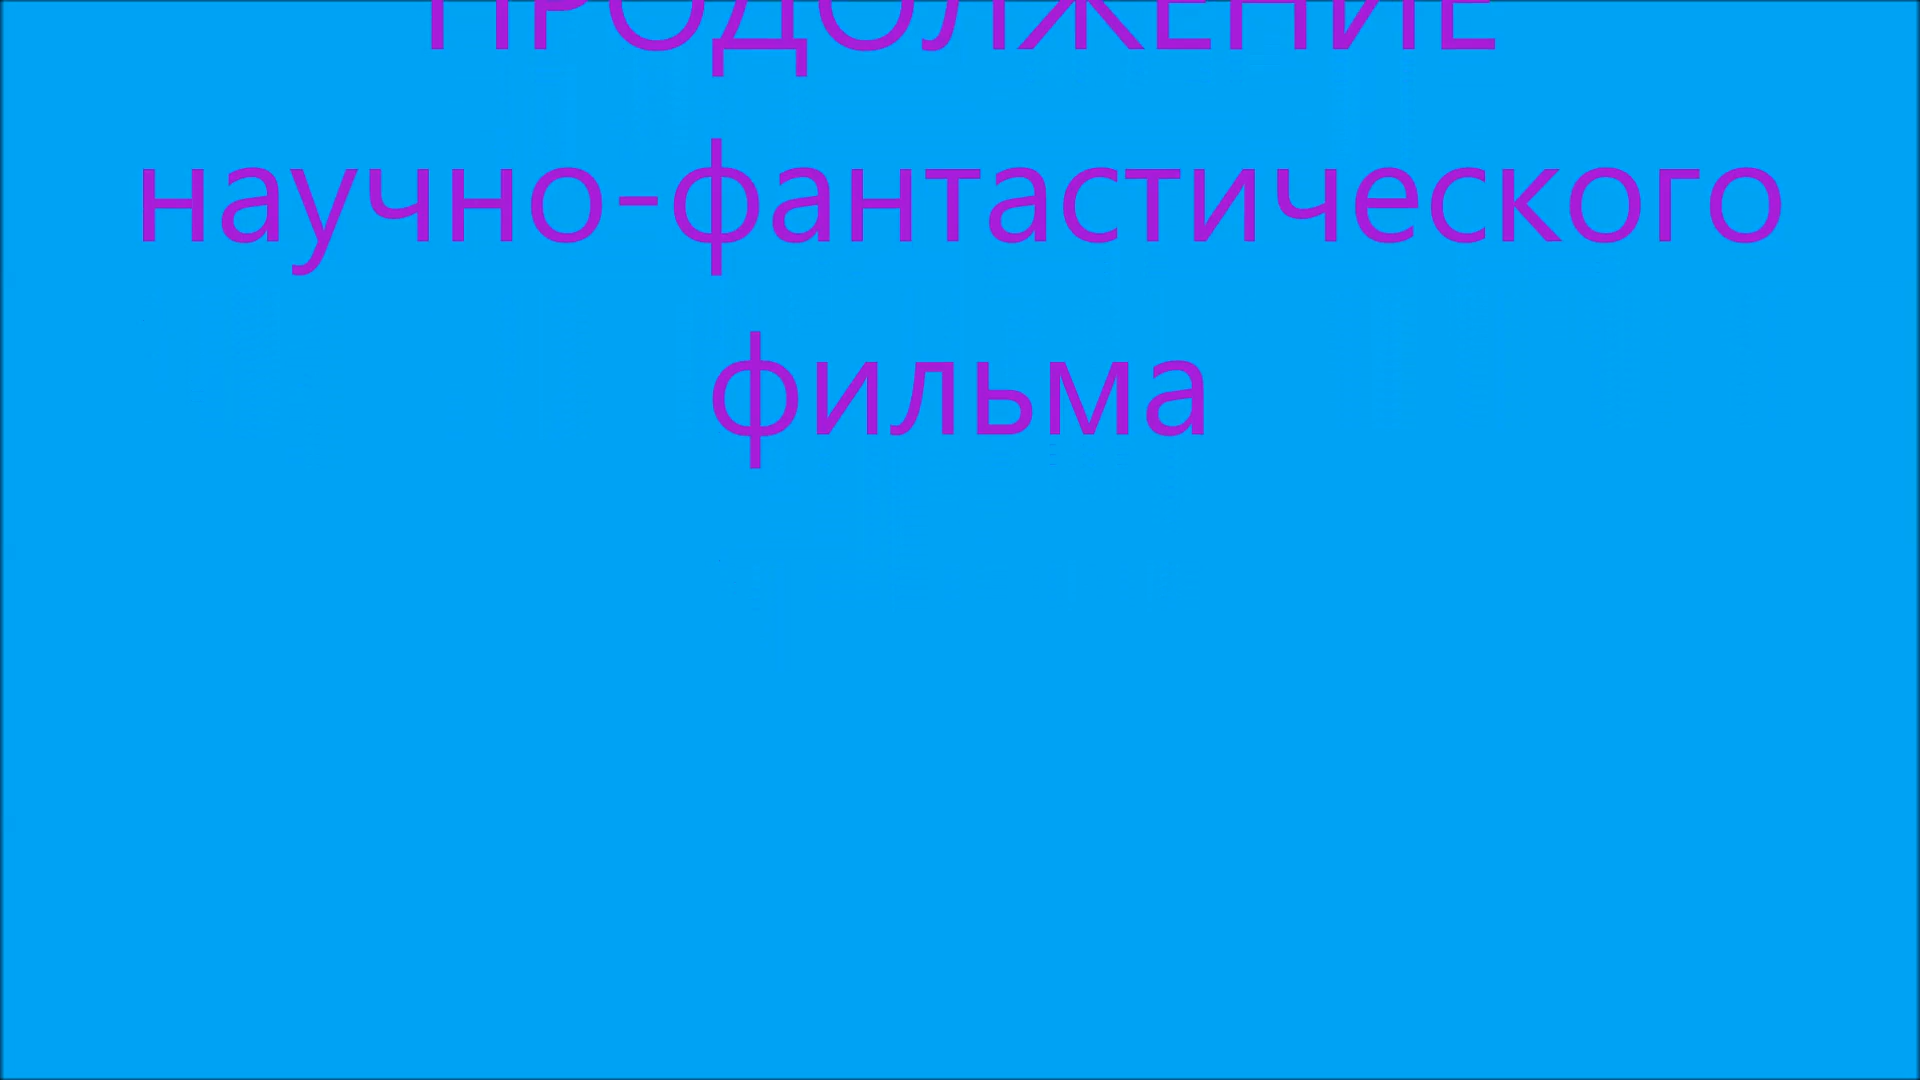 ПРОДОЛЖЕНИЕ
научно-фантастического
фильма